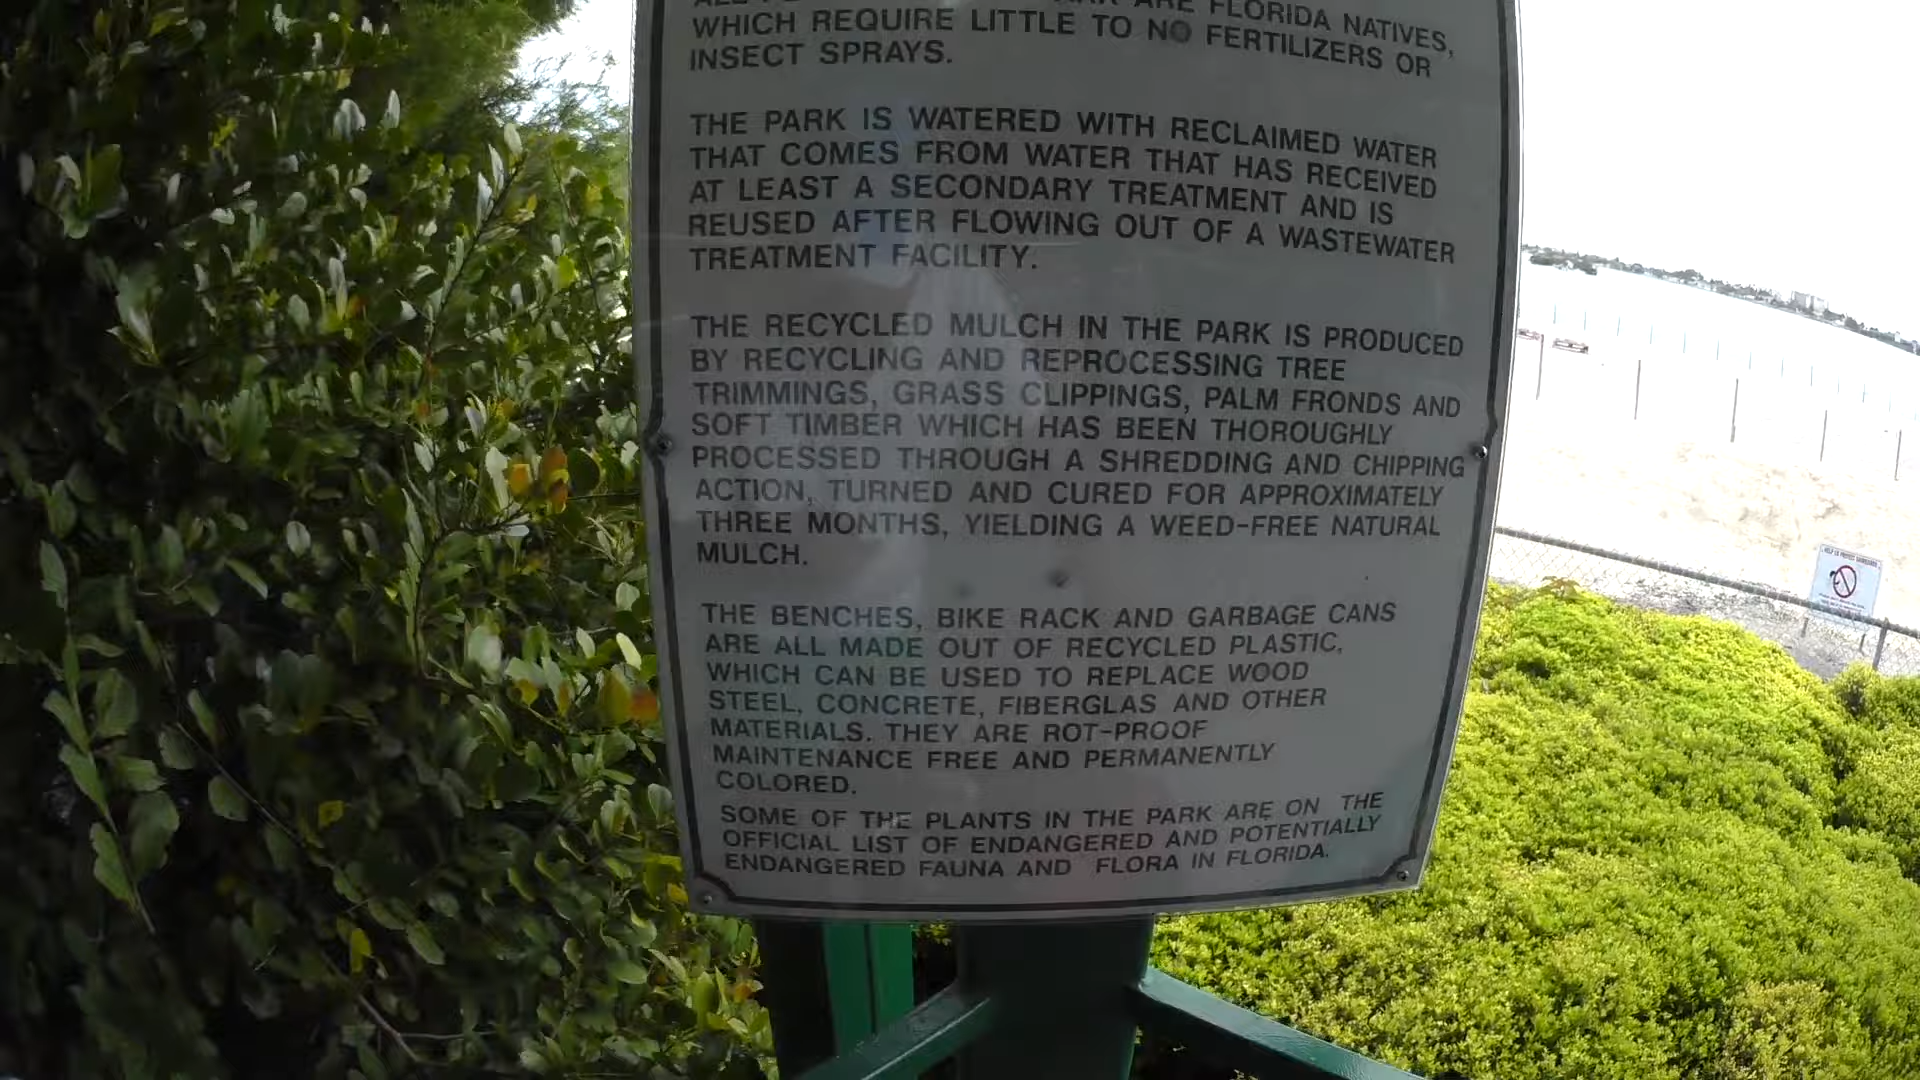 ARE FLORIDA NATIVES,
WHICH REQUIRE LITTLE TO NO FERTILIZERS OR
INSECT SPRAYS.
THE PARK IS WATERED WITH RECLAIMED WATER
THAT COMES FROM WATER THAT HAS RECEIVED
AT LEAST A SECONDARY TREATMENT AND IS
REUSED AFTER FLOWING OUT OF A WASTEWATER
TREATMENT FACILITY.
THE RECYCLED MULCH IN THE PARK IS PRODUCED
BY RECYCLING AND REPROCESSING TREE
TRIMMINGS, GRASS CLIPPINGS, PALM FRONDS AND
SOFT TIMBER WHICH HAS BEEN THOROUGHLY
PROCESSED THROUGH A SHREDDING AND CHIPPING
ACTION, TURNED AND CURED FOR APPROXIMATELY
THREE MONTHS, YIELDING A WEED-FREE NATURAL
MULCH.
THE BENCHES, BIKE RACK AND GARBAGE CANS
ARE ALL MADE OUT OF RECYCLED PLASTIC,
WHICH CAN BE USED TO REPLACE WOOD
STEEL, CONCRETE, FIBERGLAS AND OTHER
MATERIALS. THEY ARE ROT-PROOF
MAINTENANCE FREE AND PERMANENTLY
COLORED.
SOME OF THE PLANTS IN THE PARK ARE ON THE
OFFICIAL LIST OF ENDANGERED AND POTENTIALLY
ENDANGERED FAUNA AND FLORA IN FLORIDA.